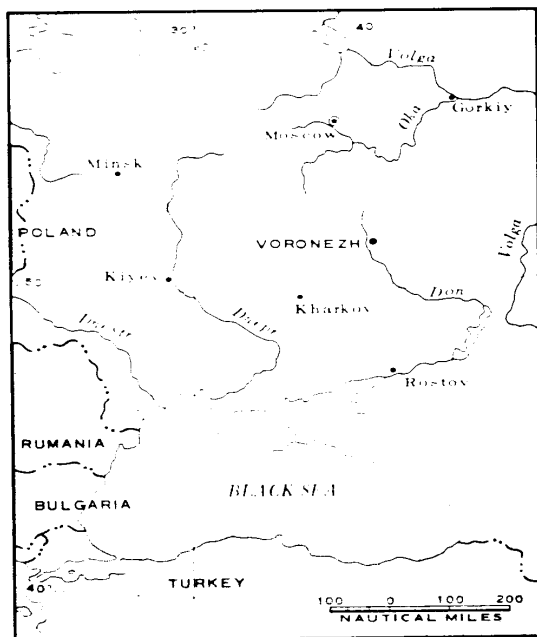 30
40
Volga
Oka
Gorkiy
Moscow
Minsk
POLAND
VORONEZH
Volga
50
Kiyev
Kharkov
Don
Dnestr
Dnepr
Rostov
RUMANIA
BLACK SEA
BULGARIA
TURKEY
40
100 0 100 200
NAUTICAL MILES